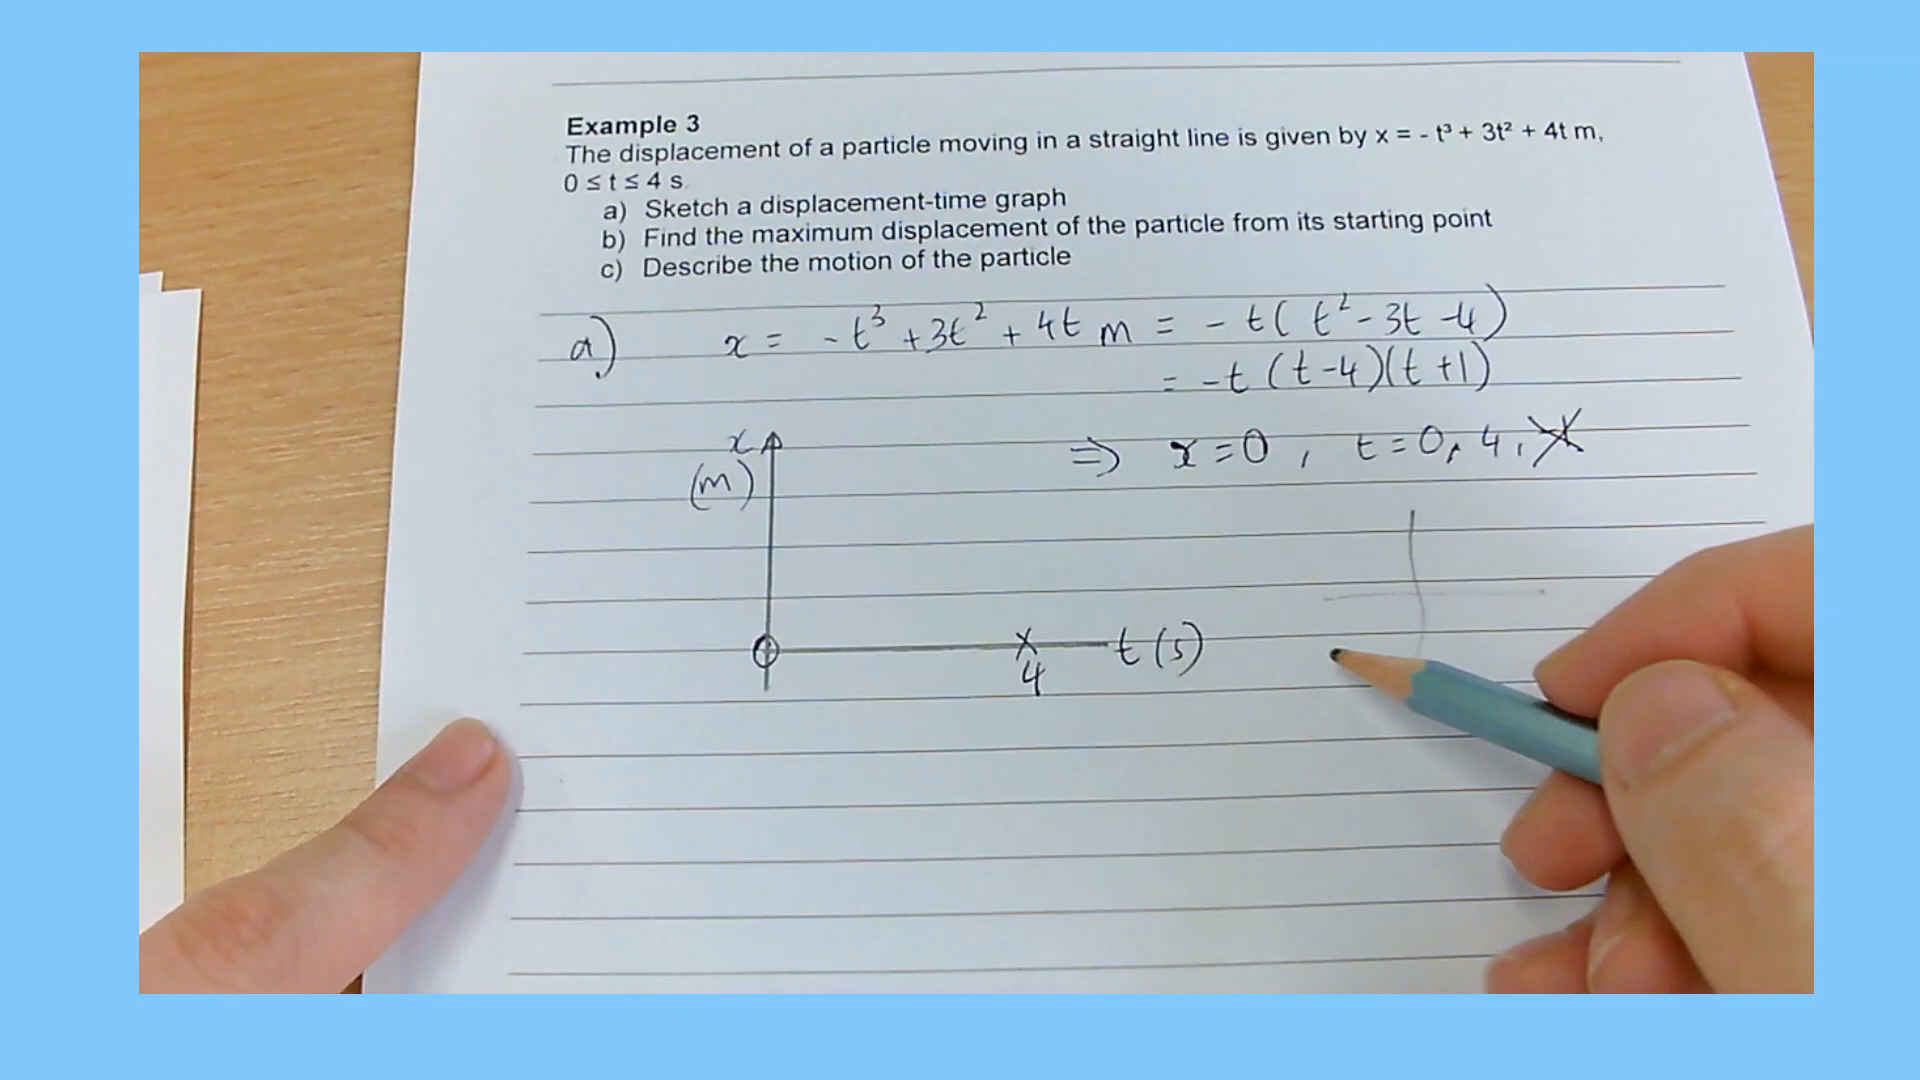 Example 3
The displacement of a particle moving in a straight line is given by x = - t³ + 3t² + 4t m,
0 ≤ t ≤ 4 s.
a) Sketch a displacement-time graph
b) Find the maximum displacement of the particle from its starting point
c) Describe the motion of the particle
a) x = -t³ + 3t² + 4t m = -t(t² - 3t - 4)
= -t(t-4)(t+1)
⇒ x = 0, t = 0, 4,
x
(m)
0
t(s)
4